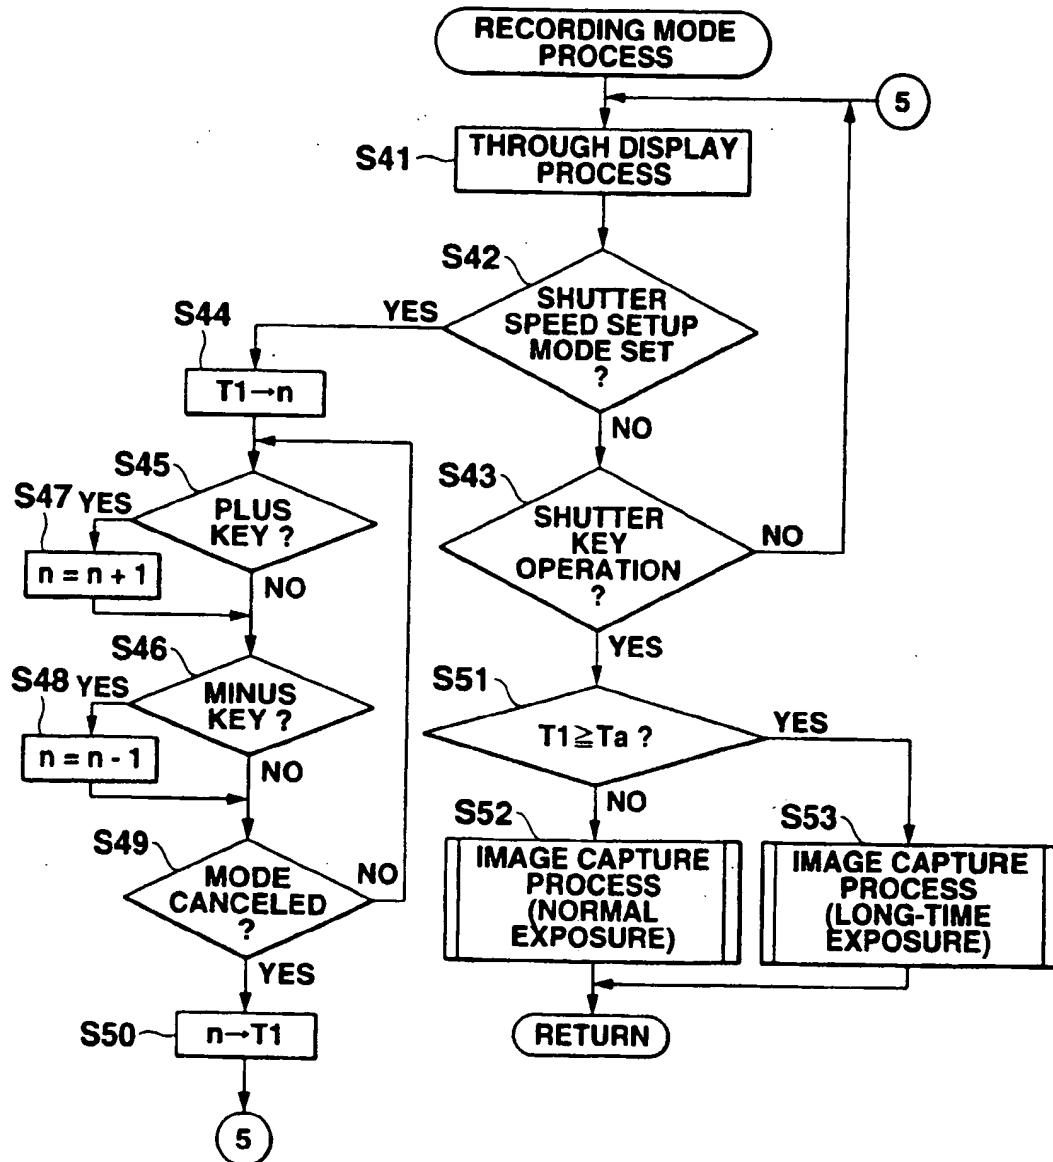 RECORDING MODE
PROCESS
5
S41
THROUGH DISPLAY
PROCESS
S42
SHUTTER
SPEED SETUP
MODE SET
?
YES
NO
S44
T1→n
S43
SHUTTER
KEY
OPERATION
?
NO
YES
S45
PLUS
KEY ?
YES
NO
S47
n = n + 1
S46
MINUS
KEY ?
YES
NO
S48
n = n - 1
S49
MODE
CANCELED
?
NO
YES
S50
n→T1
5
S51
T1≧Ta ?
YES
NO
S52
IMAGE CAPTURE
PROCESS
(NORMAL
EXPOSURE)
S53
IMAGE CAPTURE
PROCESS
(LONG-TIME
EXPOSURE)
RETURN